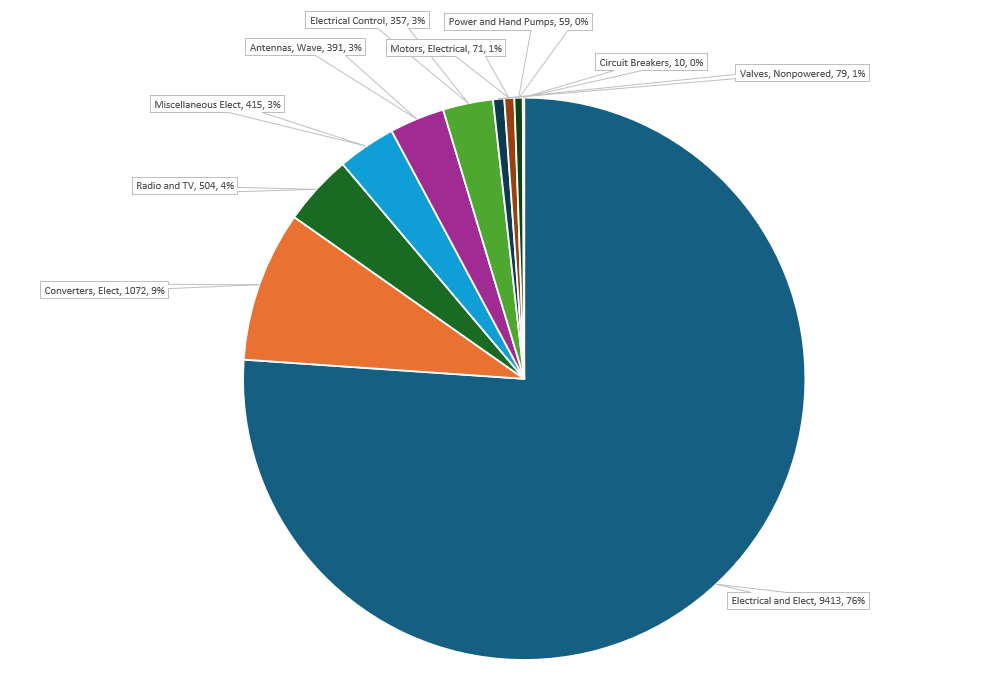 Electrical Control, 357, 3%
Power and Hand Pumps, 59, 0%
Antennas, Wave, 391, 3%
Motors, Electrical, 71, 1%
Circuit Breakers, 10, 0%
Valves, Nonpowered, 79, 1%
Miscellaneous Elect, 415, 3%
Radio and TV, 504, 4%
Converters, Elect, 1072, 9%
Electrical and Elect, 9413, 76%